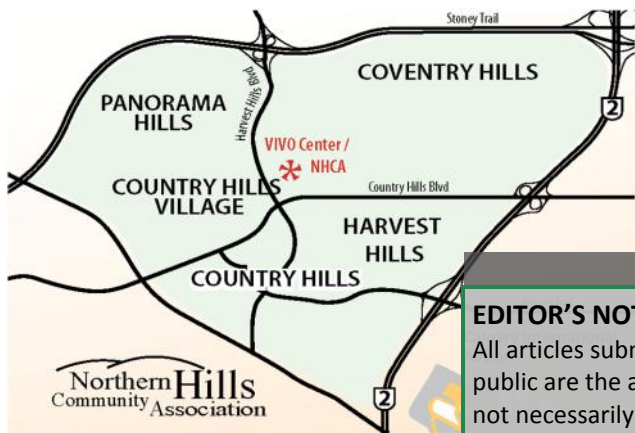 Stoney Trail
COVENTRY HILLS
2
PANORAMA
HILLS
Harvest Hills Blvd
VIVO Center /
NHCA
COUNTRY HILLS
VILLAGE
Country Hills Blvd
HARVEST
HILLS
COUNTRY HILLS
Northern Hills
Community Association
2
EDITOR'S NOT
All articles subr
public are the a
not necessarily